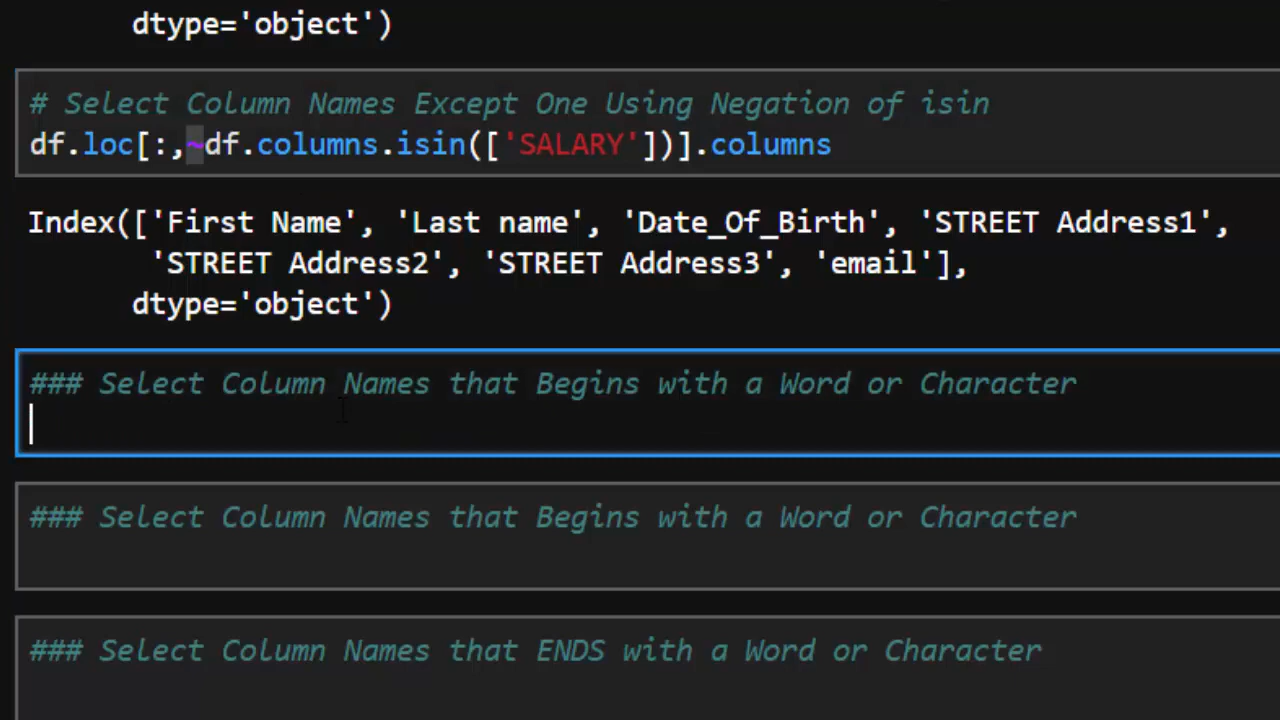 dtype='object')
# Select Column Names Except One Using Negation of isin
df.loc[:,~df.columns.isin(['SALARY'])].columns
Index(['First Name', 'Last name', 'Date_Of_Birth', 'STREET Address1',
'STREET Address2', 'STREET Address3', 'email'],
dtype='object')
### Select Column Names that Begins with a Word or Character
### Select Column Names that Begins with a Word or Character
### Select Column Names that ENDS with a Word or Character